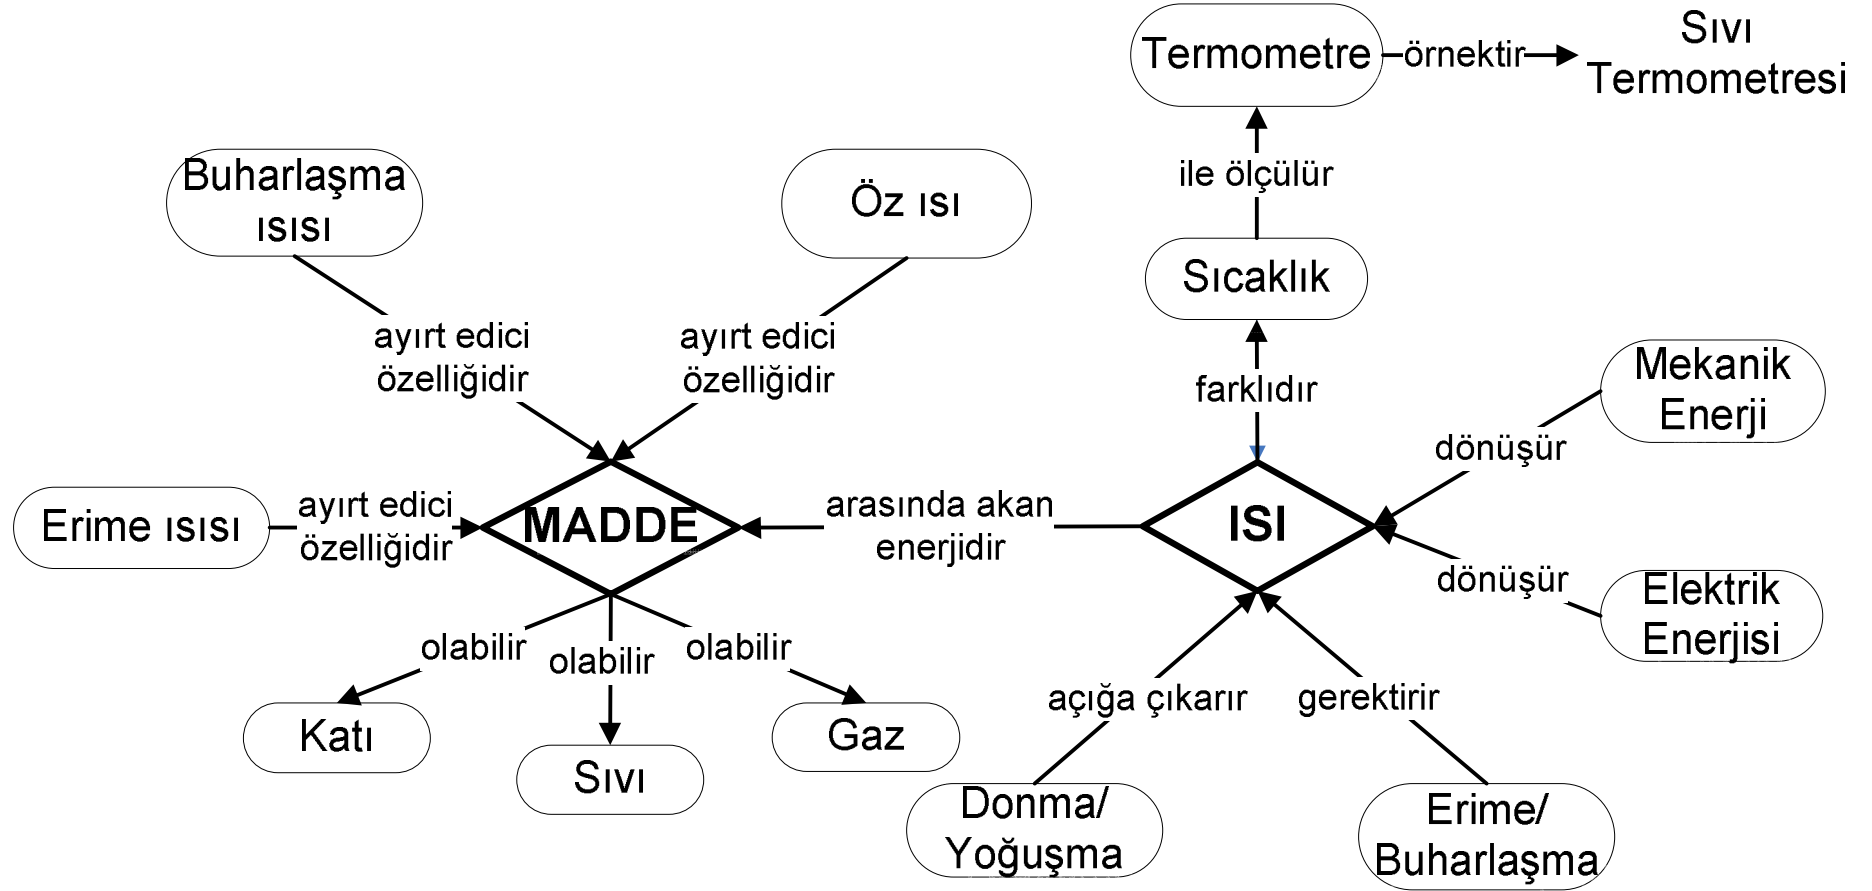 Termometre
örnektir
Sıvı
Termometresi
Buharlaşma
ısısı
Öz ısı
ile ölçülür
Sıcaklık
ayırt edici
özelliğidir
ayırt edici
özelliğidir
farklıdır
Mekanik
Enerji
dönüşür
Erime ısısı
ayırt edici
özelliğidir
MADDE
arasında akan
enerjidir
ISI
dönüşür
Elektrik
Enerjisi
olabilir
olabilir
olabilir
açığa çıkarır
gerektirir
Katı
Sıvı
Gaz
Donma/
Yoğuşma
Erime/
Buharlaşma